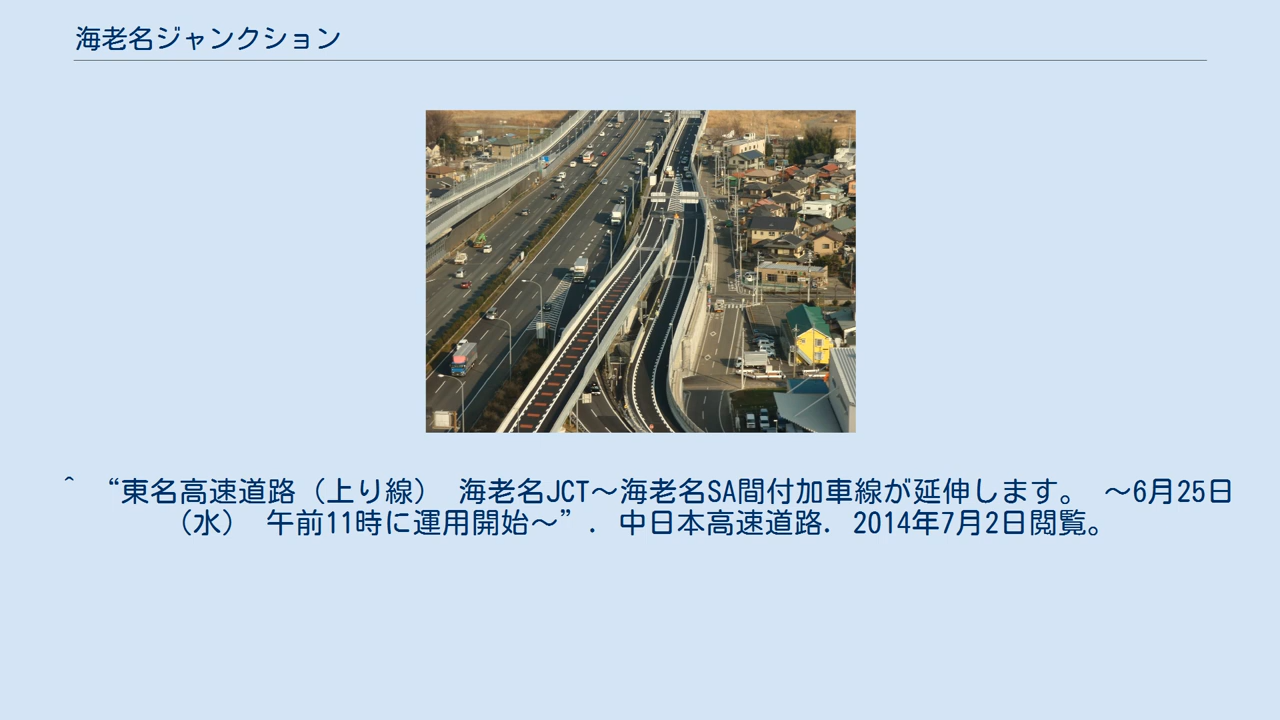 海老名ジャンクション
^ “東名高速道路（上り線） 海老名JCT～海老名SA間付加車線が延伸します。 ～6月25日
（水） 午前11時に運用開始～”. 中日本高速道路. 2014年7月2日閲覧。